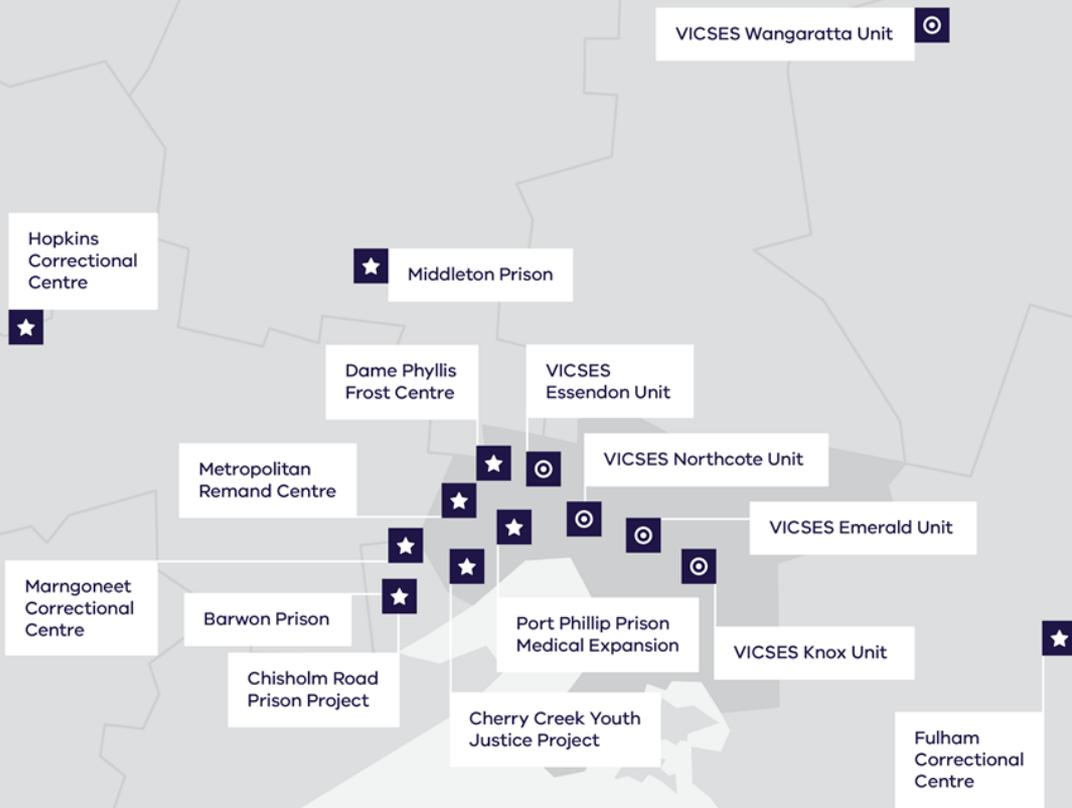 VICSES Wangaratta Unit
Hopkins
Correctional
Centre
Middleton Prison
Dame Phyllis
Frost Centre
VICSES
Essendon Unit
Metropolitan
Remand Centre
VICSES Northcote Unit
VICSES Emerald Unit
Marngoneet
Correctional
Centre
Barwon Prison
Port Phillip Prison
Medical Expansion
VICSES Knox Unit
Chisholm Road
Prison Project
Cherry Creek Youth
Justice Project
Fulham
Correctional
Centre